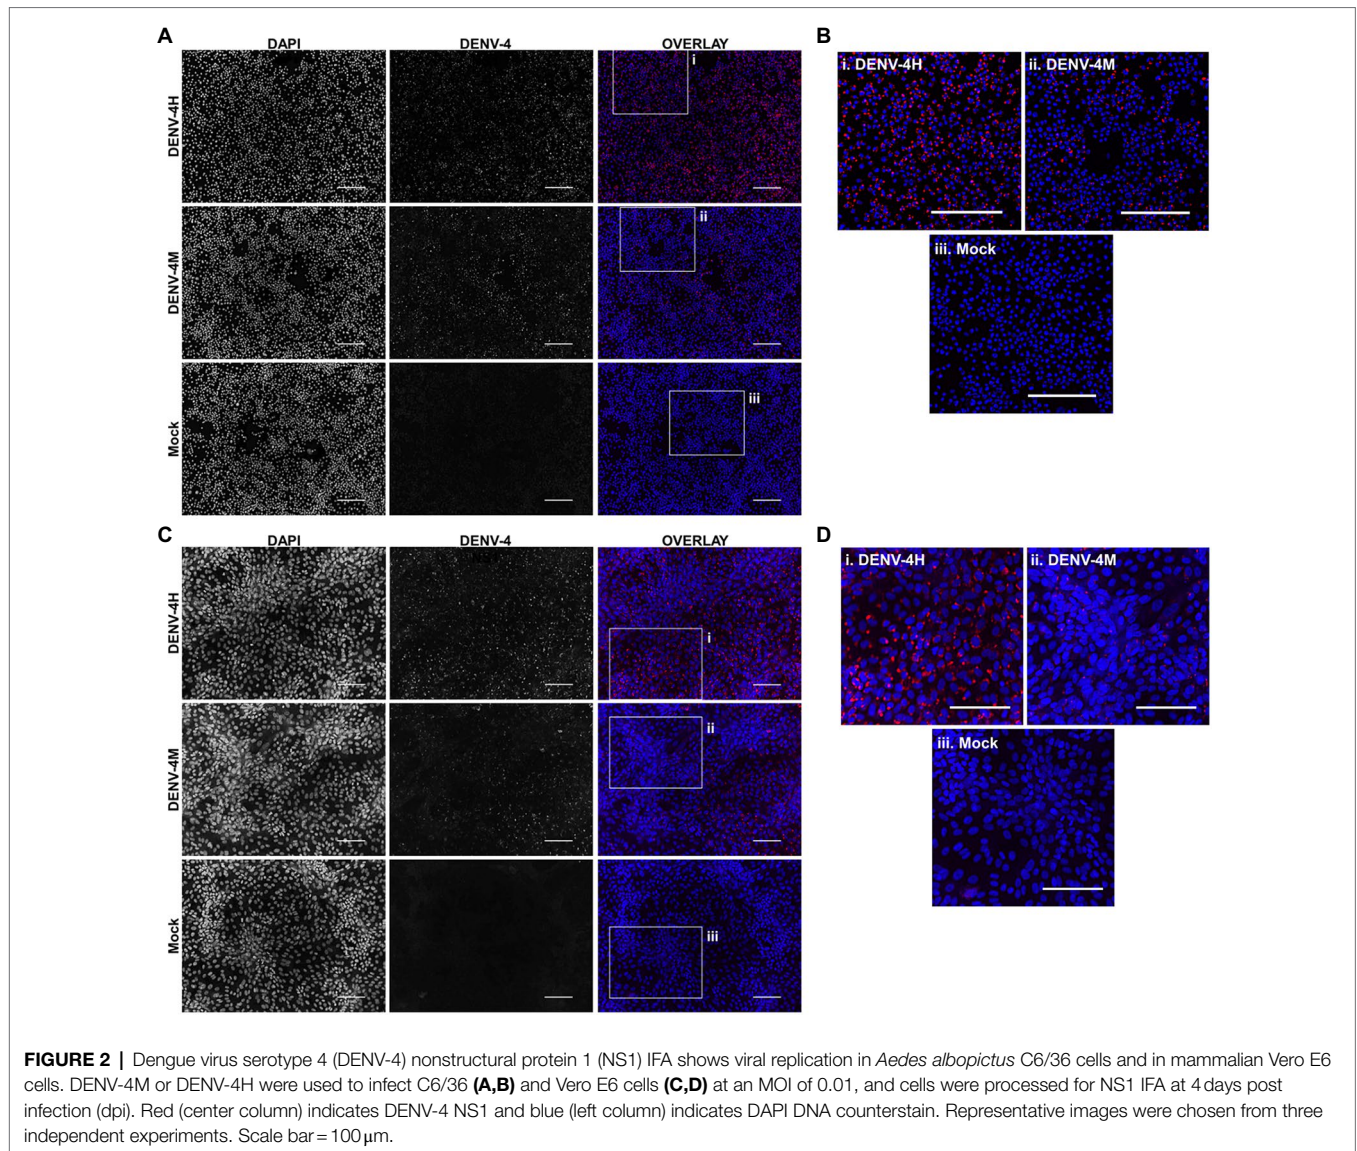 A
DAPI DENV-4 OVERLAY
DENV-4H
i
DENV-4M
ii
Mock
iii
B
i. DENV-4H ii. DENV-4M
iii. Mock
C
DAPI DENV-4 OVERLAY
DENV-4H
i
DENV-4M
ii
Mock
iii
D
i. DENV-4H ii. DENV-4M
iii. Mock
FIGURE 2 | Dengue virus serotype 4 (DENV-4) nonstructural protein 1 (NS1) IFA shows viral replication in Aedes albopictus C6/36 cells and in mammalian Vero E6
cells. DENV-4M or DENV-4H were used to infect C6/36 (A,B) and Vero E6 cells (C,D) at an MOI of 0.01, and cells were processed for NS1 IFA at 4 days post
infection (dpi). Red (center column) indicates DENV-4 NS1 and blue (left column) indicates DAPI DNA counterstain. Representative images were chosen from three
independent experiments. Scale bar = 100 μm.